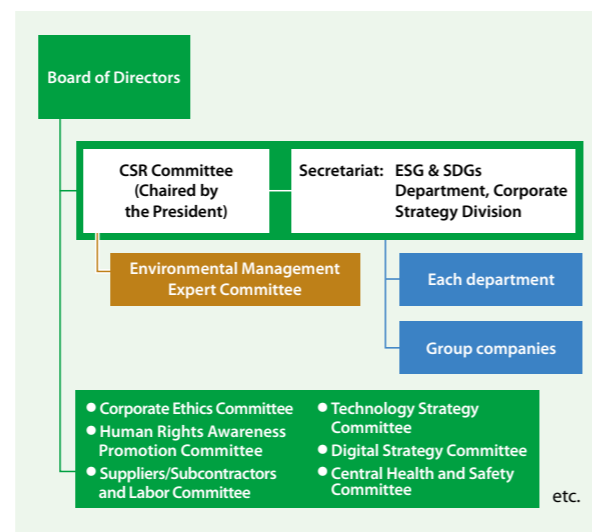 Board of Directors
CSR Committee
(Chaired by
the President)
Secretariat: ESG & SDGs
Department, Corporate
Strategy Division
Environmental Management
Expert Committee
Each department
Group companies
● Corporate Ethics Committee
● Human Rights Awareness
Promotion Committee
● Suppliers/Subcontractors
and Labor Committee
● Technology Strategy
Committee
● Digital Strategy Committee
● Central Health and Safety
Committee
etc.